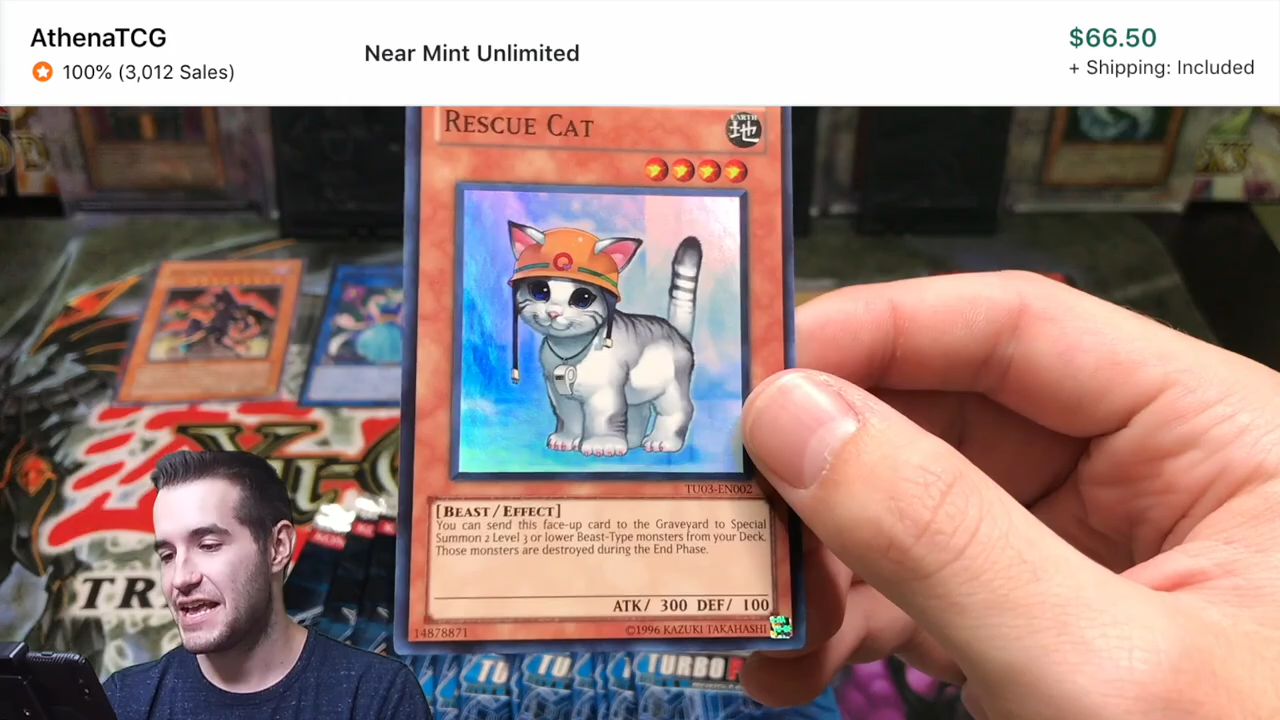 AthenaTCG
100% (3,012 Sales)
Near Mint Unlimited
$66.50
+ Shipping: Included
RESCUE CAT
EARTH
地
TU03-EN002
[BEAST/EFFECT]
You can send this face-up card to the Graveyard to Special
Summon 2 Level 3 or lower Beast-Type monsters from your Deck.
Those monsters are destroyed during the End Phase.
ATK/ 300 DEF/ 100
14878871
©1996 KAZUKI TAKAHASHI
TU
TU
TURBO